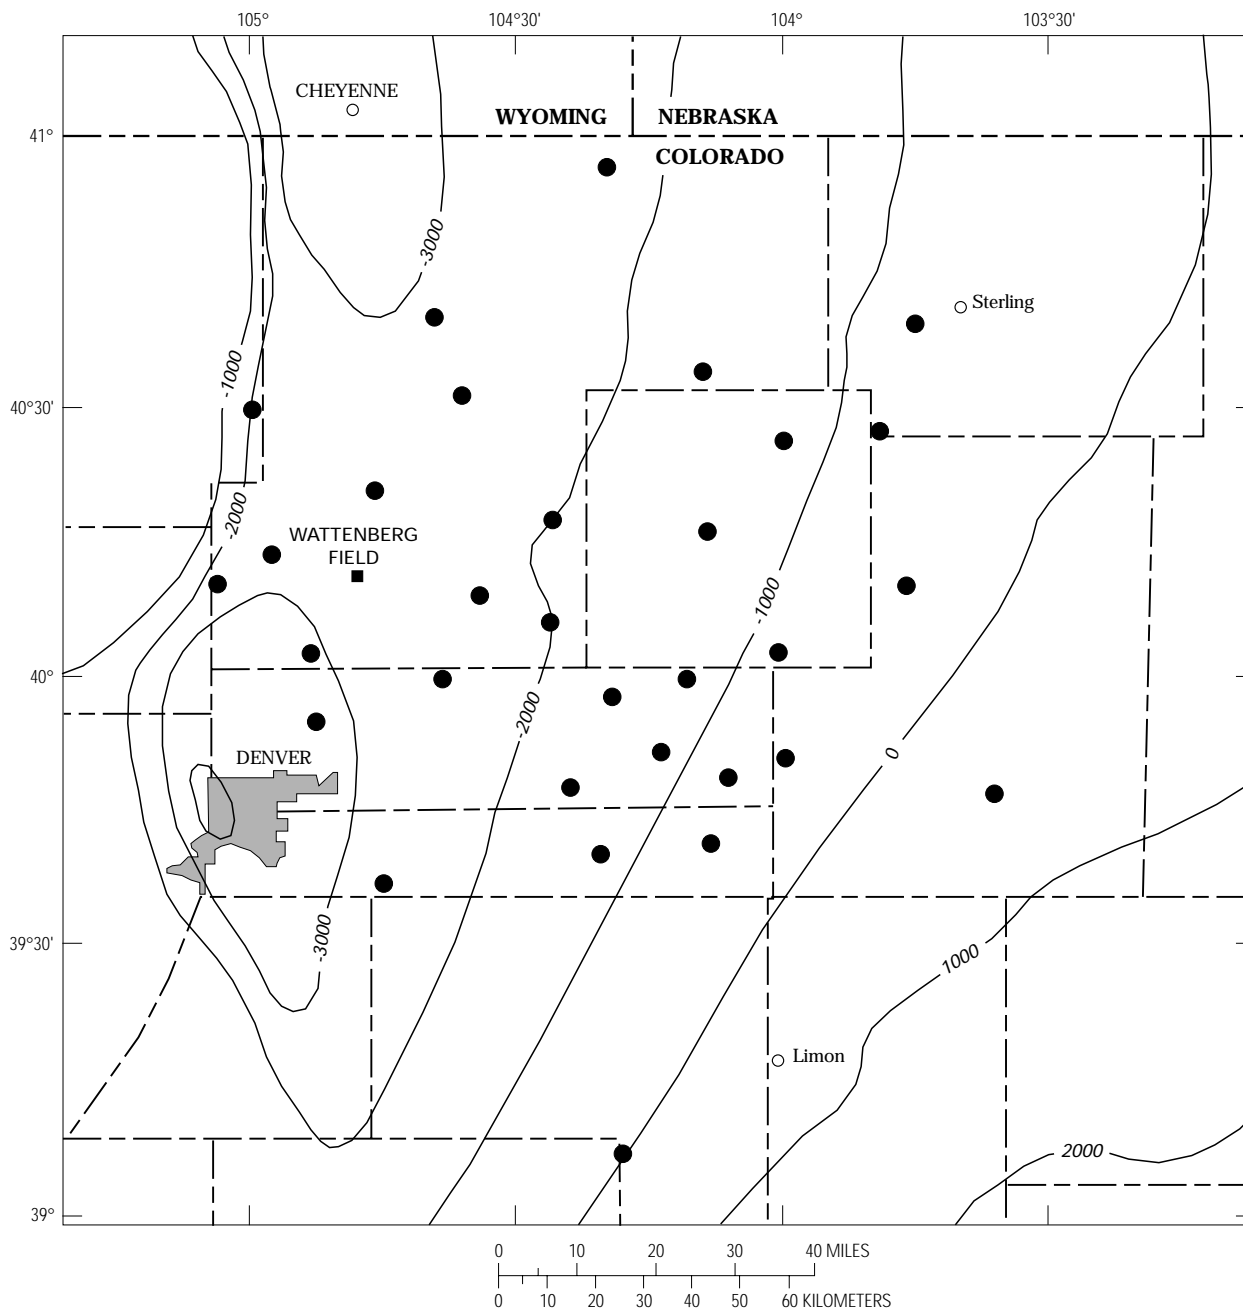 105°
104°30'
104°
103°30'
CHEYENNE
WYOMING
NEBRASKA
41°
COLORADO
-3000
Sterling
-1000
40°30'
-2000
WATTENBERG
FIELD
-1000
40°
-2000
0
DENVER
-3000
39°30'
1000
Limon
2000
39°
0
10
20
30
40 MILES
0
10
20
30
40
50
60 KILOMETERS